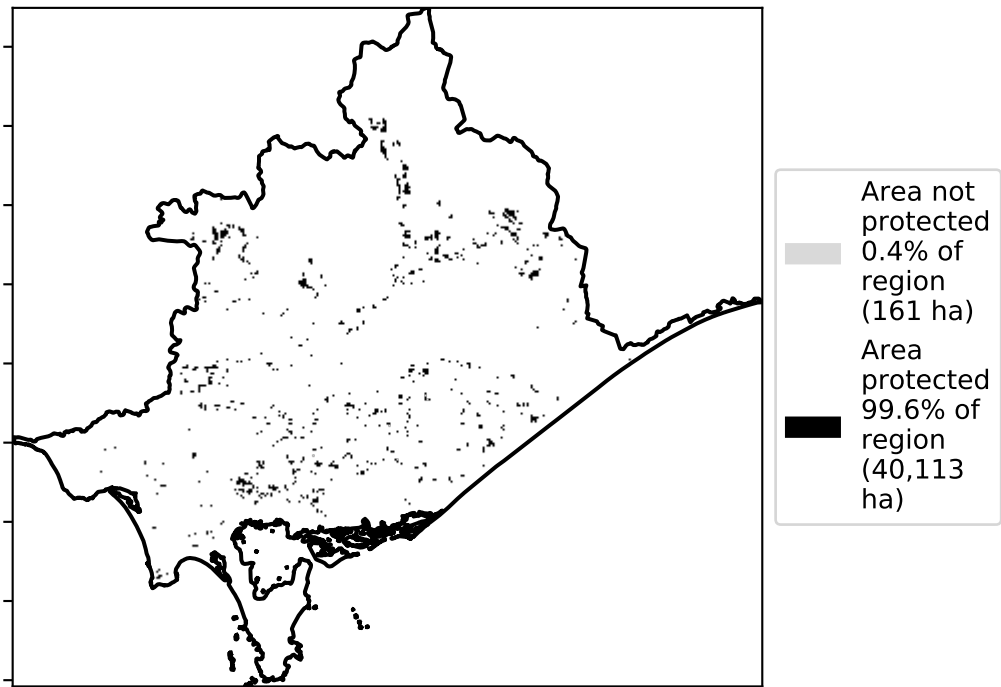 Area not
protected
0.4% of
region
(161 ha)
Area
protected
99.6% of
region
(40,113
ha)